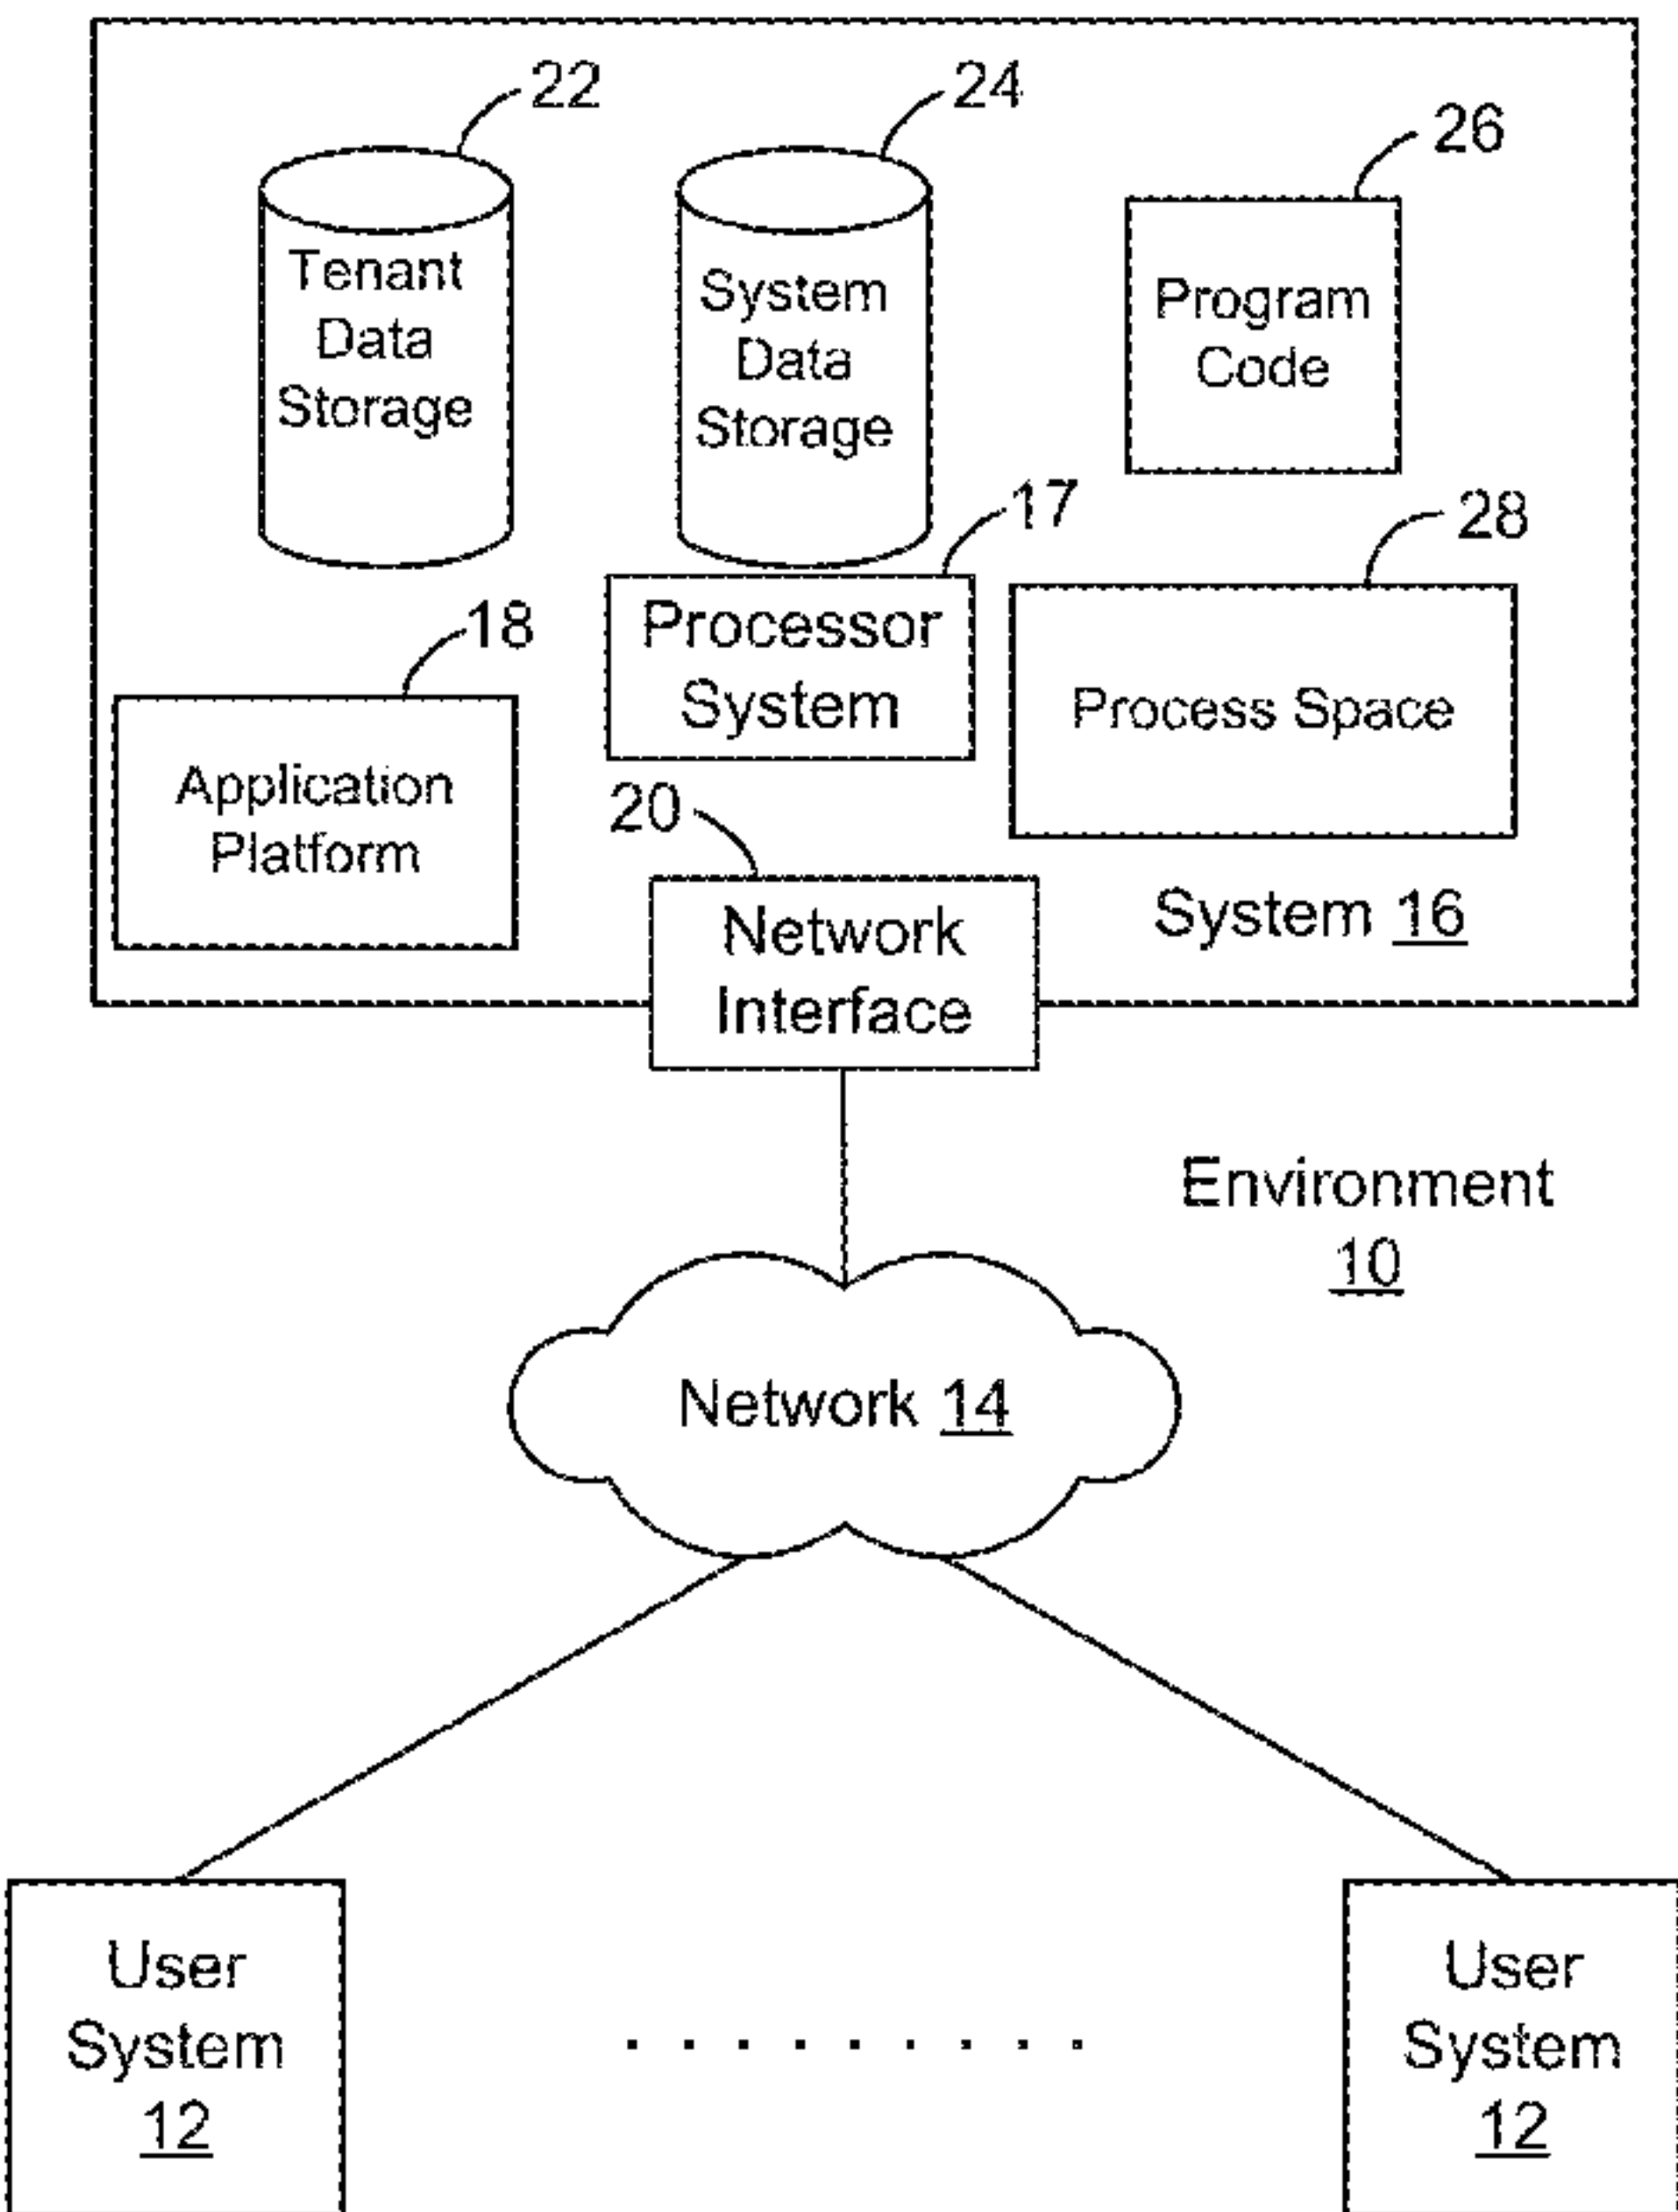 22
24
26
Tenant
Data
Storage
System
Data
Storage
Program
Code
17
28
18
Processor
System
Process Space
Application
Platform
20
Network
Interface
System 16
Environment
10
Network 14
User
System
12
User
System
12